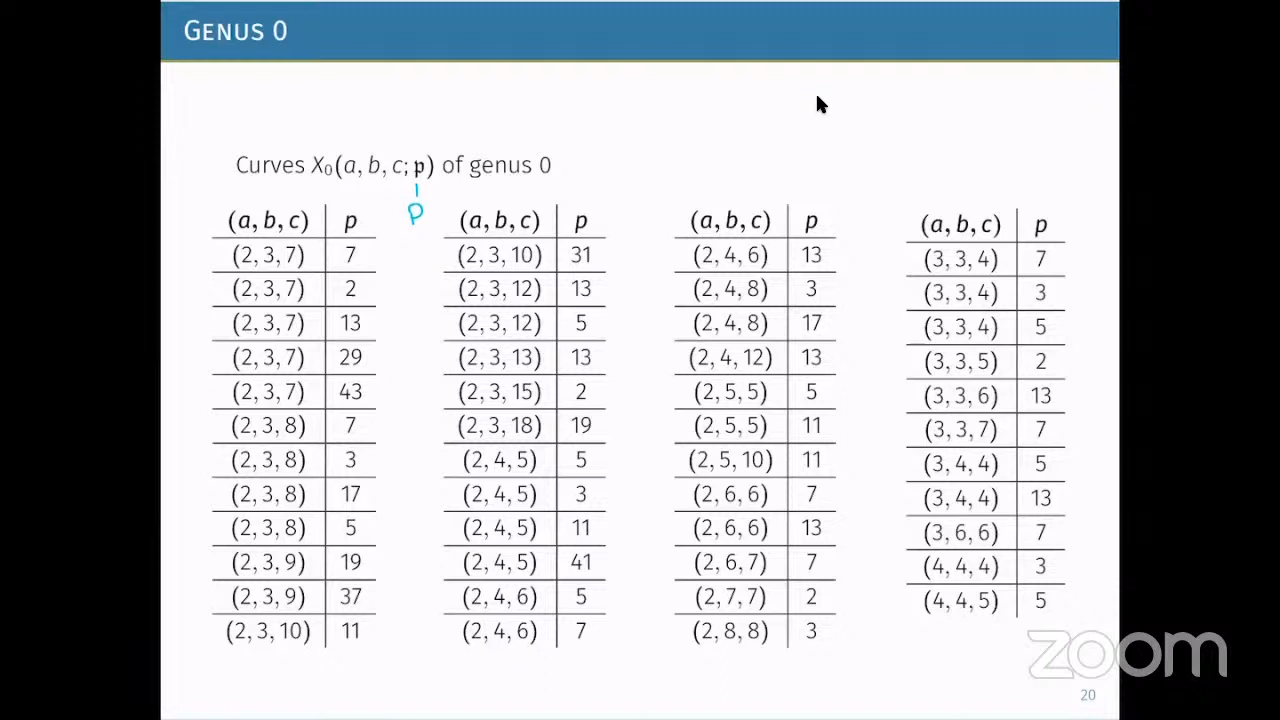 GENUS 0
Curves X₀(a, b, c; 𝔭) of genus 0
p
(a, b, c) p
(2, 3, 7) 7
(2, 3, 7) 2
(2, 3, 7) 13
(2, 3, 7) 29
(2, 3, 7) 43
(2, 3, 8) 7
(2, 3, 8) 3
(2, 3, 8) 17
(2, 3, 8) 5
(2, 3, 9) 19
(2, 3, 9) 37
(2, 3, 10) 11
(a, b, c) p
(2, 3, 10) 31
(2, 3, 12) 13
(2, 3, 12) 5
(2, 3, 13) 13
(2, 3, 15) 2
(2, 3, 18) 19
(2, 4, 5) 5
(2, 4, 5) 3
(2, 4, 5) 11
(2, 4, 5) 41
(2, 4, 6) 5
(2, 4, 6) 7
(a, b, c) p
(2, 4, 6) 13
(2, 4, 8) 3
(2, 4, 8) 17
(2, 4, 12) 13
(2, 5, 5) 5
(2, 5, 5) 11
(2, 5, 10) 11
(2, 6, 6) 7
(2, 6, 6) 13
(2, 6, 7) 7
(2, 7, 7) 2
(2, 8, 8) 3
(a, b, c) p
(3, 3, 4) 7
(3, 3, 4) 3
(3, 3, 4) 5
(3, 3, 5) 2
(3, 3, 6) 13
(3, 3, 7) 7
(3, 4, 4) 5
(3, 4, 4) 13
(3, 6, 6) 7
(4, 4, 4) 3
(4, 4, 5) 5
zoom
20